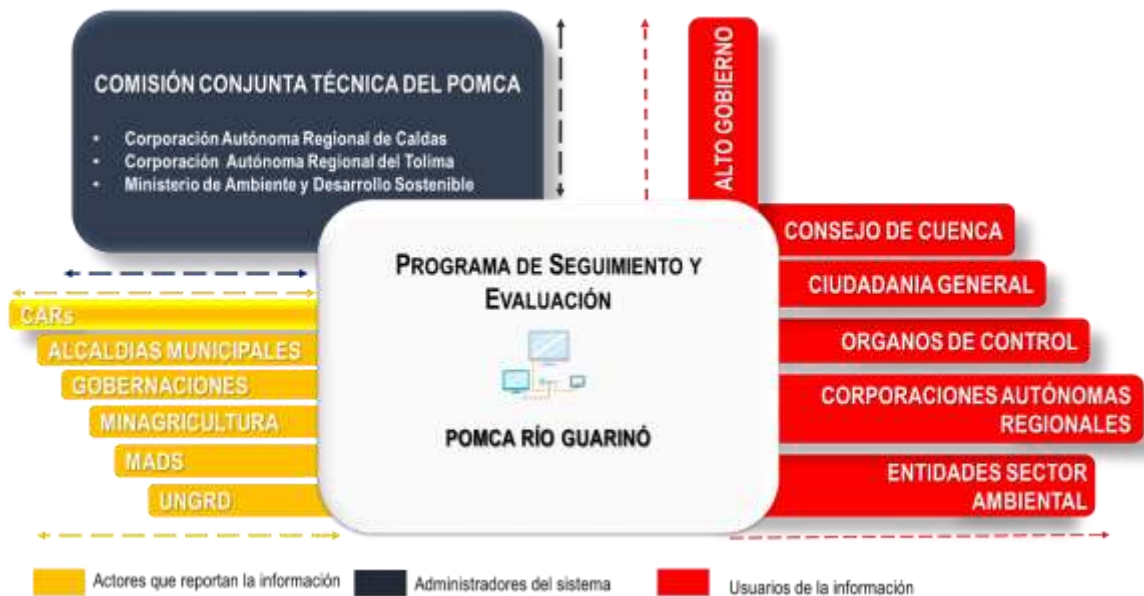 COMISIÓN CONJUNTA TÉCNICA DEL POMCA
• Corporación Autónoma Regional de Caldas
• Corporación Autónoma Regional del Tolima
• Ministerio de Ambiente y Desarrollo Sostenible
ALTO GOBIERNO
CONSEJO DE CUENCA
CIUDADANIA GENERAL
ORGANOS DE CONTROL
CORPORACIONES AUTÓNOMAS
REGIONALES
ENTIDADES SECTOR
AMBIENTAL
PROGRAMA DE SEGUIMIENTO Y
EVALUACIÓN
POMCA RÍO GUARINÓ
CARs
ALCALDIAS MUNICIPALES
GOBERNACIONES
MINAGRICULTURA
MADS
UNGRD
Actores que reportan la información
Administradores del sistema
Usuarios de la información